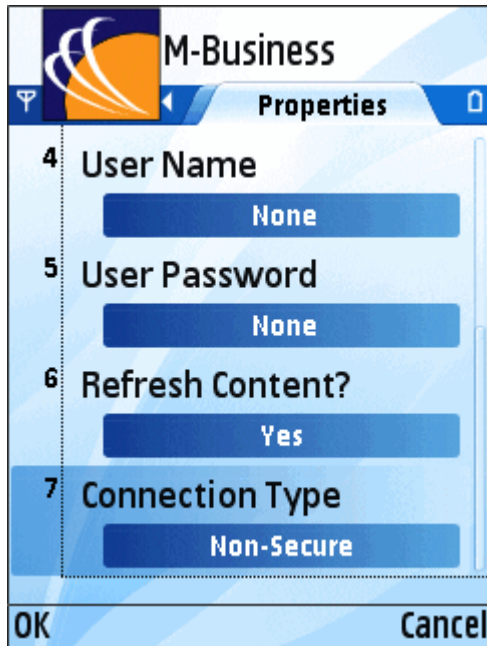 M-Business
Properties
4 User Name
None
5 User Password
None
6 Refresh Content?
Yes
7 Connection Type
Non-Secure
OK Cancel